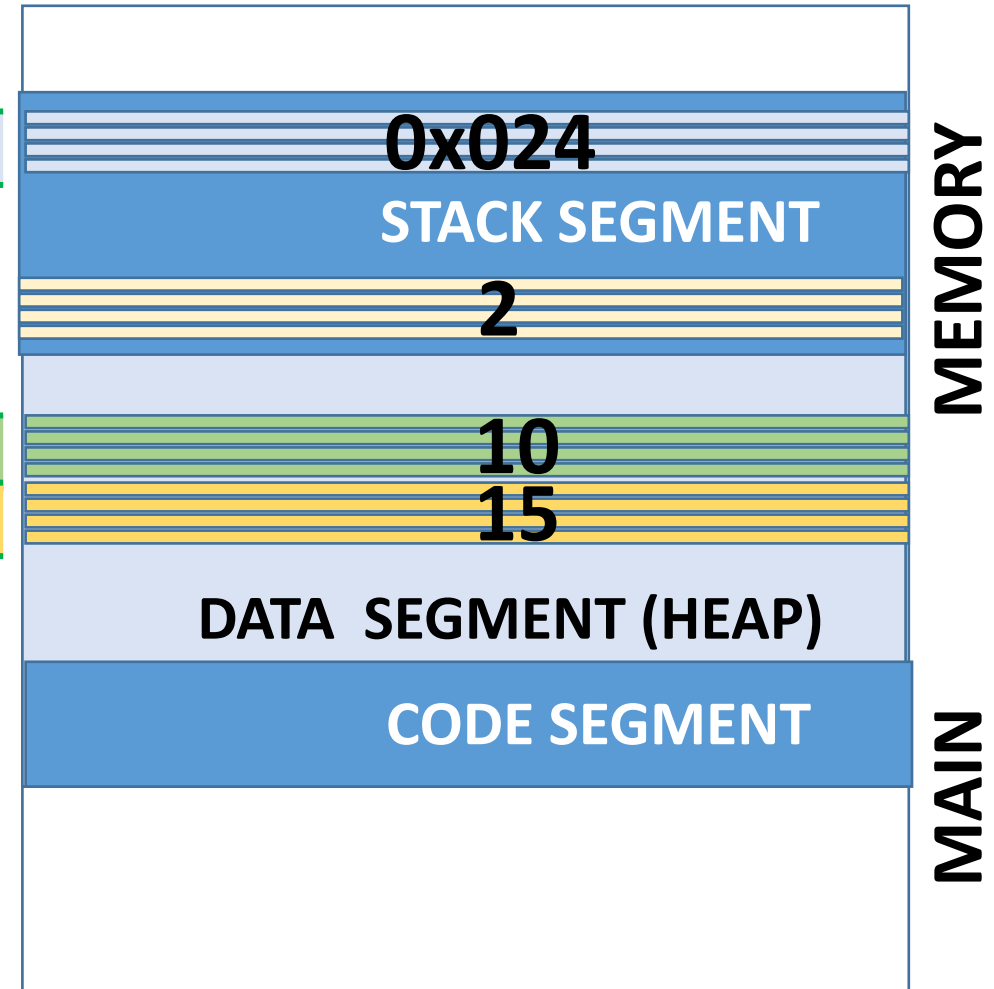 0x024
STACK SEGMENT
2
10
15
DATA SEGMENT (HEAP)
CODE SEGMENT
MAIN MEMORY